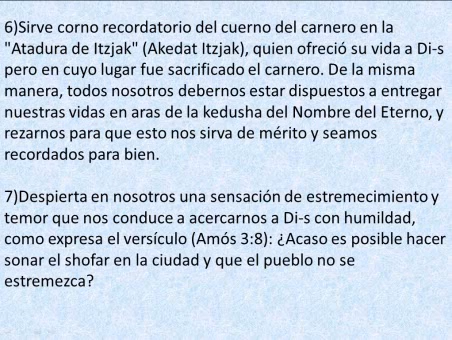 6)Sirve corno recordatorio del cuerno del carnero en la
"Atadura de Itzjak" (Akedat Itzjak), quien ofreció su vida a Di-s
pero en cuyo lugar fue sacrificado el carnero. De la misma
manera, todos nosotros debernos estar dispuestos a entregar
nuestras vidas en aras de la kedusha del Nombre del Eterno, y
rezarnos para que esto nos sirva de mérito y seamos
recordados para bien.

7)Despierta en nosotros una sensación de estremecimiento y
temor que nos conduce a acercarnos a Di-s con humildad,
como expresa el versículo (Amós 3:8): ¿Acaso es posible hacer
sonar el shofar en la ciudad y que el pueblo no se
estremezca?